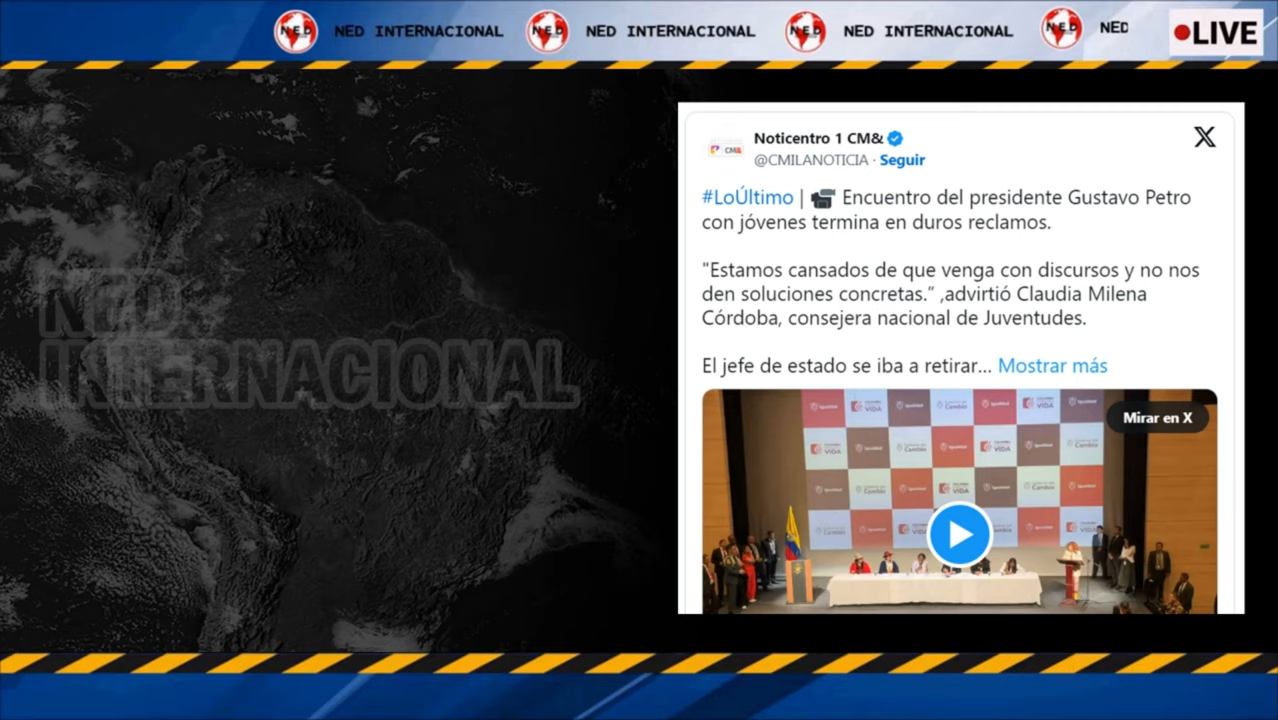 NED INTERNACIONAL NED INTERNACIONAL NED INTERNACIONAL NED
LIVE
NED
INTERNACIONAL
Noticentro 1 CM&
@CMILANOTICIA · Seguir
#LoÚltimo | Encuentro del presidente Gustavo Petro
con jóvenes termina en duros reclamos.
"Estamos cansados de que venga con discursos y no nos
den soluciones concretas.” ,advirtió Claudia Milena
Córdoba, consejera nacional de Juventudes.
El jefe de estado se iba a retirar... Mostrar más
Mirar en X